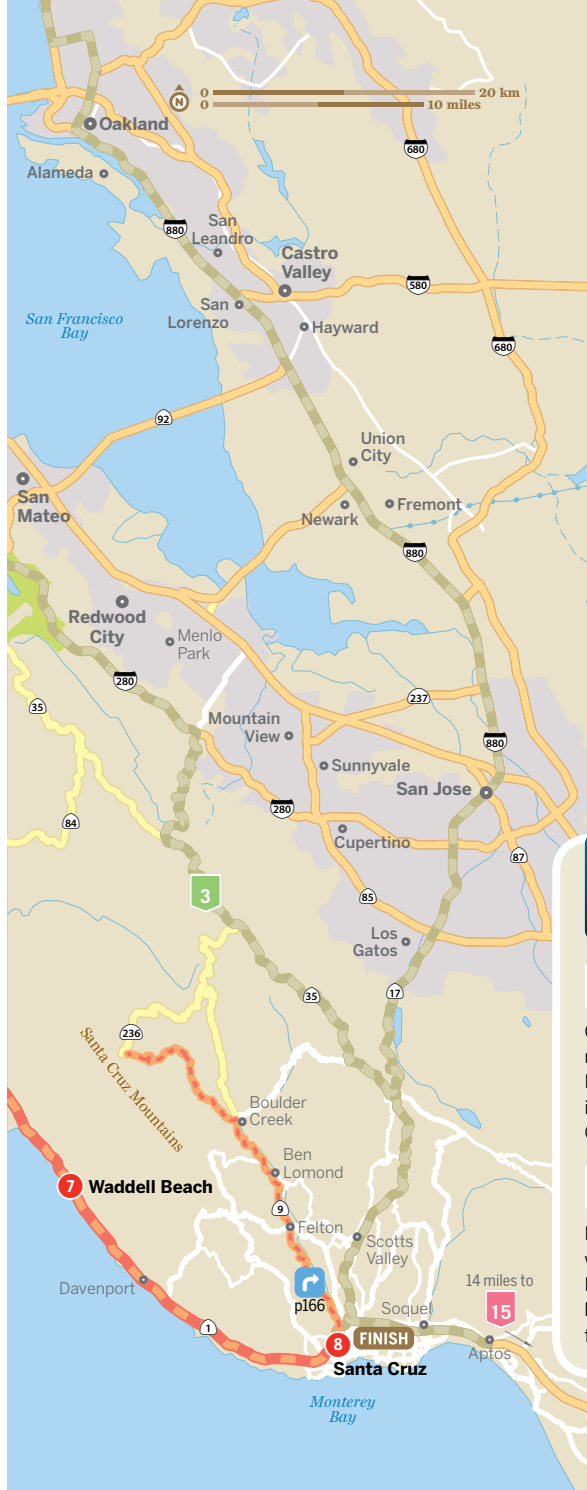 0 20 km
N
0 10 miles
Oakland
680
Alameda
San
Leandro
880
Castro
Valley
580
San
Lorenzo
San Francisco
Bay
Hayward
680
92
Union
City
San
Mateo
Fremont
Newark
880
Redwood
City
Menlo
Park
280
237
35
Mountain
View
880
Sunnyvale
San Jose
280
84
Cupertino
87
3
85
Los
Gatos
35
17
236
Santa Cruz Mountains
Boulder
Creek
Ben
Lomond
7 Waddell Beach
9
Felton
Scotts
Valley
Davenport
p166
14 miles to
15
Soquel
1
8 FINISH
Aptos
Santa Cruz
Monterey
Bay